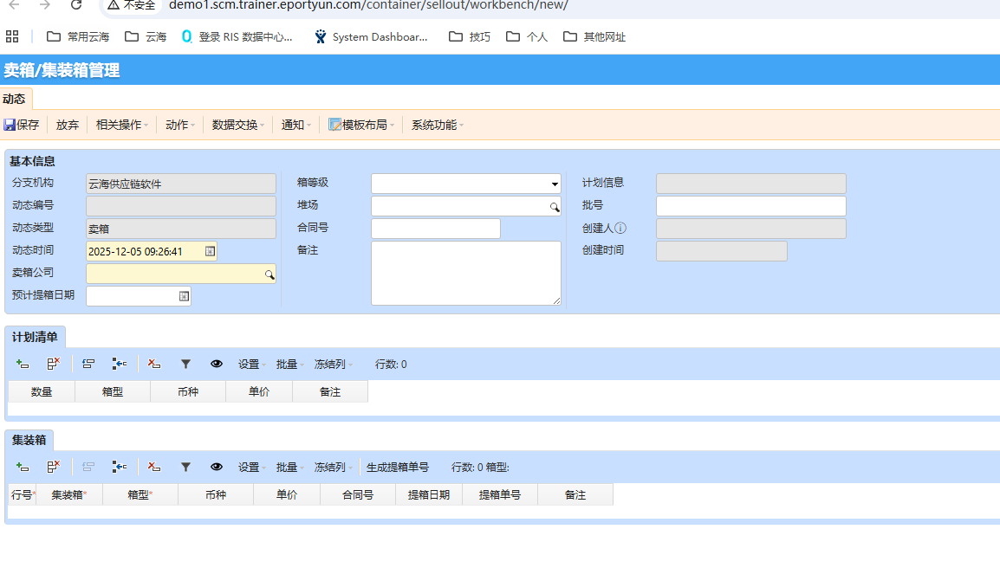 不安全 demo1.scm.trainer.eportyun.com/container/sellout/workbench/new/
常用云海 云海 登录 RIS 数据中心... System Dashboar... 技巧 个人 其他网址
卖箱/集装箱管理
动态
保存 放弃 相关操作 动作 数据交换 通知 模板布局 系统功能
基本信息
分支机构 云海供应链软件 箱等级 计划信息
动态编号 堆场 批号
动态类型 卖箱 合同号 创建人
动态时间 2025-12-05 09:26:41 备注 创建时间
卖箱公司
预计提箱日期
计划清单
设置 批量 冻结列 行数: 0
数量 箱型 币种 单价 备注
集装箱
设置 批量 冻结列 生成提箱单号 行数: 0 箱型:
行号* 集装箱* 箱型* 币种 单价 合同号 提箱日期 提箱单号 备注